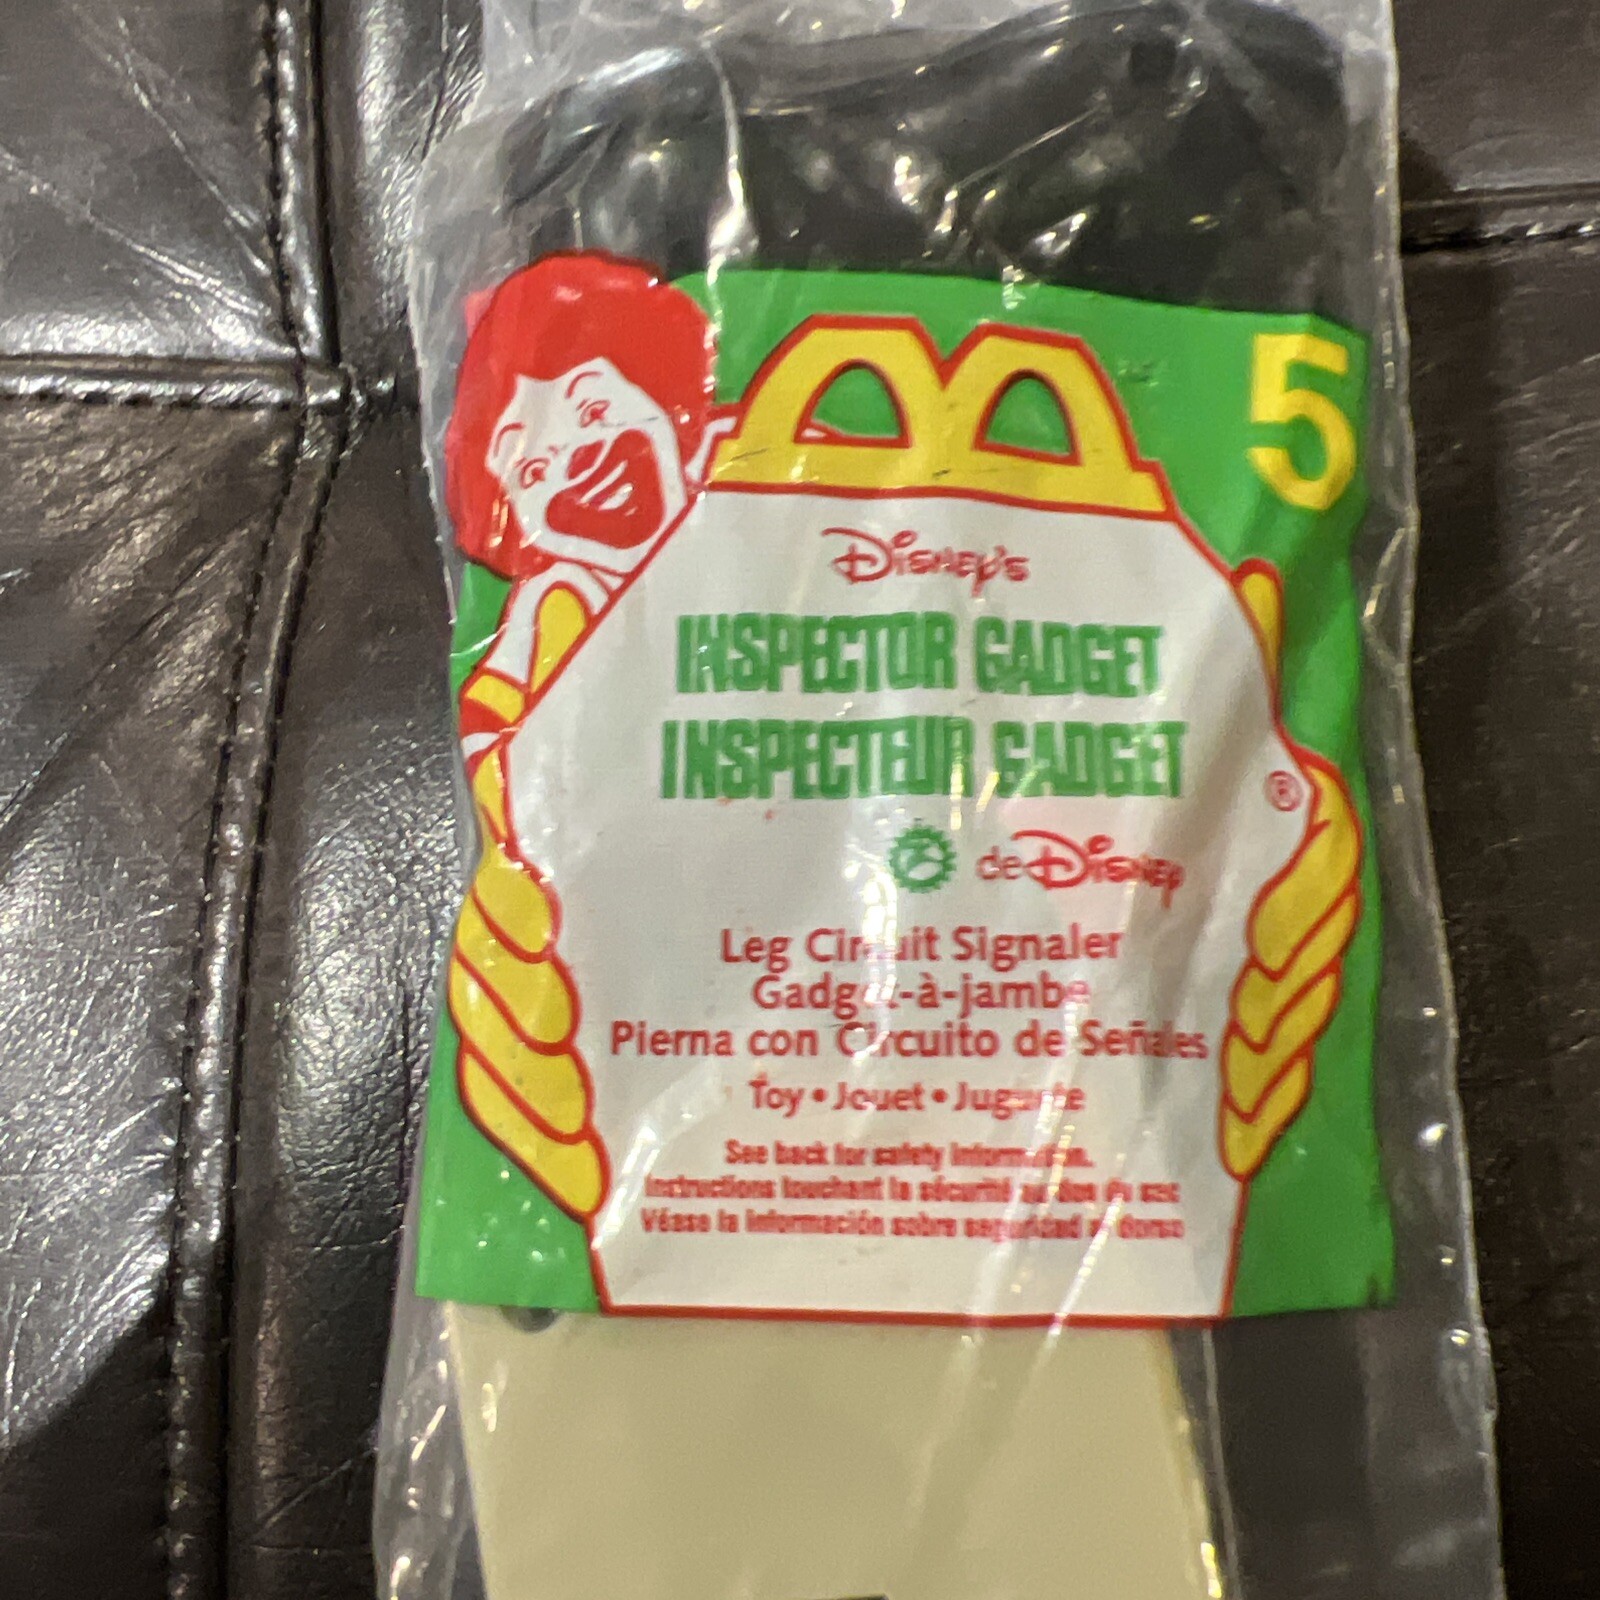 5
Disney's
INSPECTOR GADGET
INSPECTEUR GADGET
®
de Disney
Leg Circuit Signaler
Gadget-à-jambe
Pierna con Circuito de Señales
Toy • Jouet • Juguete
See back for safety information.
Instructions touchant la sécurité au dos du sac
Véase la información sobre seguridad al dorso